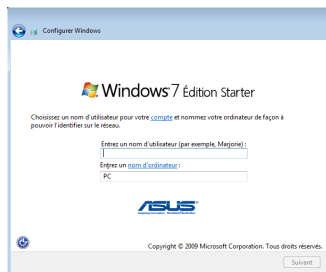 Configurer Windows
Windows 7 Édition Starter
Choisissez un nom d'utilisateur pour votre compte et nommez votre ordinateur de façon à
pouvoir l'identifier sur le réseau.
Entrez un nom d'utilisateur (par exemple, Marjorie) :
Entrez un nom d'ordinateur :
PC
ASUS
Copyright © 2009 Microsoft Corporation. Tous droits réservés.
Suivant